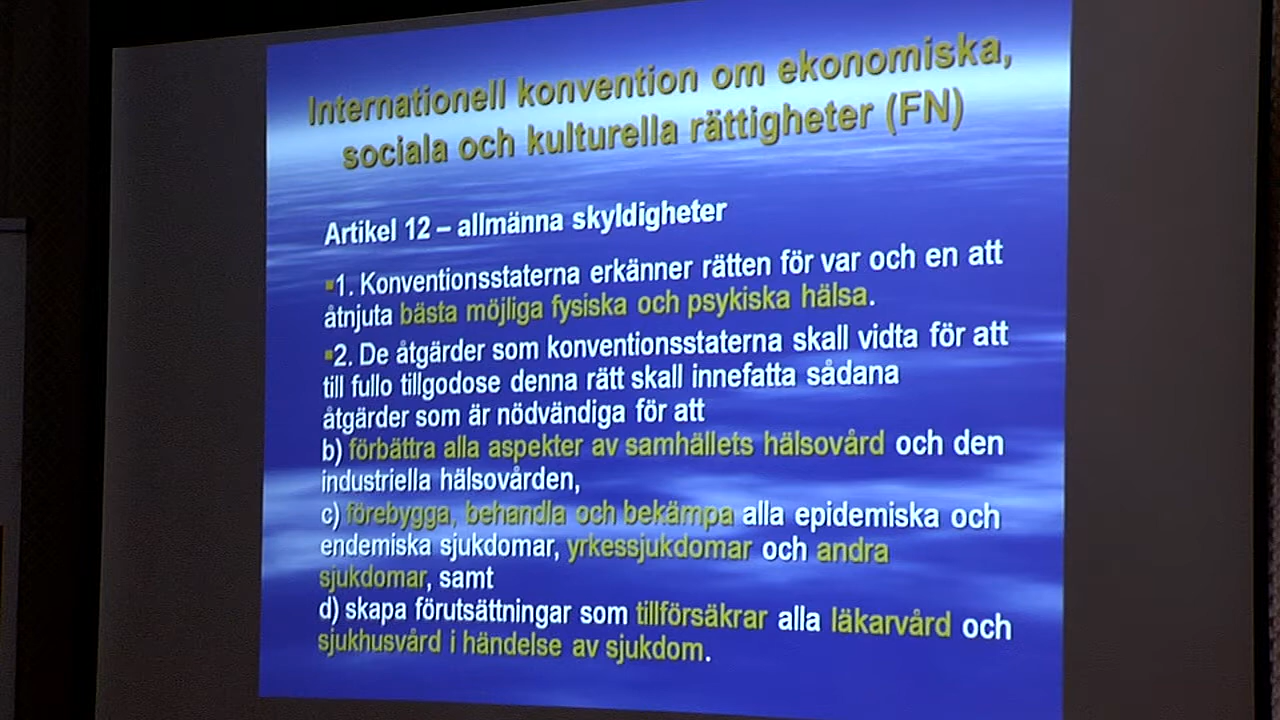 Internationell konvention om ekonomiska,
sociala och kulturella rättigheter (FN)
Artikel 12 – allmänna skyldigheter
▪1. Konventionsstaterna erkänner rätten för var och en att
åtnjuta bästa möjliga fysiska och psykiska hälsa.
▪2. De åtgärder som konventionsstaterna skall vidta för att
till fullo tillgodose denna rätt skall innefatta sådana
åtgärder som är nödvändiga för att
b) förbättra alla aspekter av samhällets hälsovård och den
industriella hälsovården,
c) förebygga, behandla och bekämpa alla epidemiska och
endemiska sjukdomar, yrkessjukdomar och andra
sjukdomar, samt
d) skapa förutsättningar som tillförsäkrar alla läkarvård och
sjukhusvård i händelse av sjukdom.